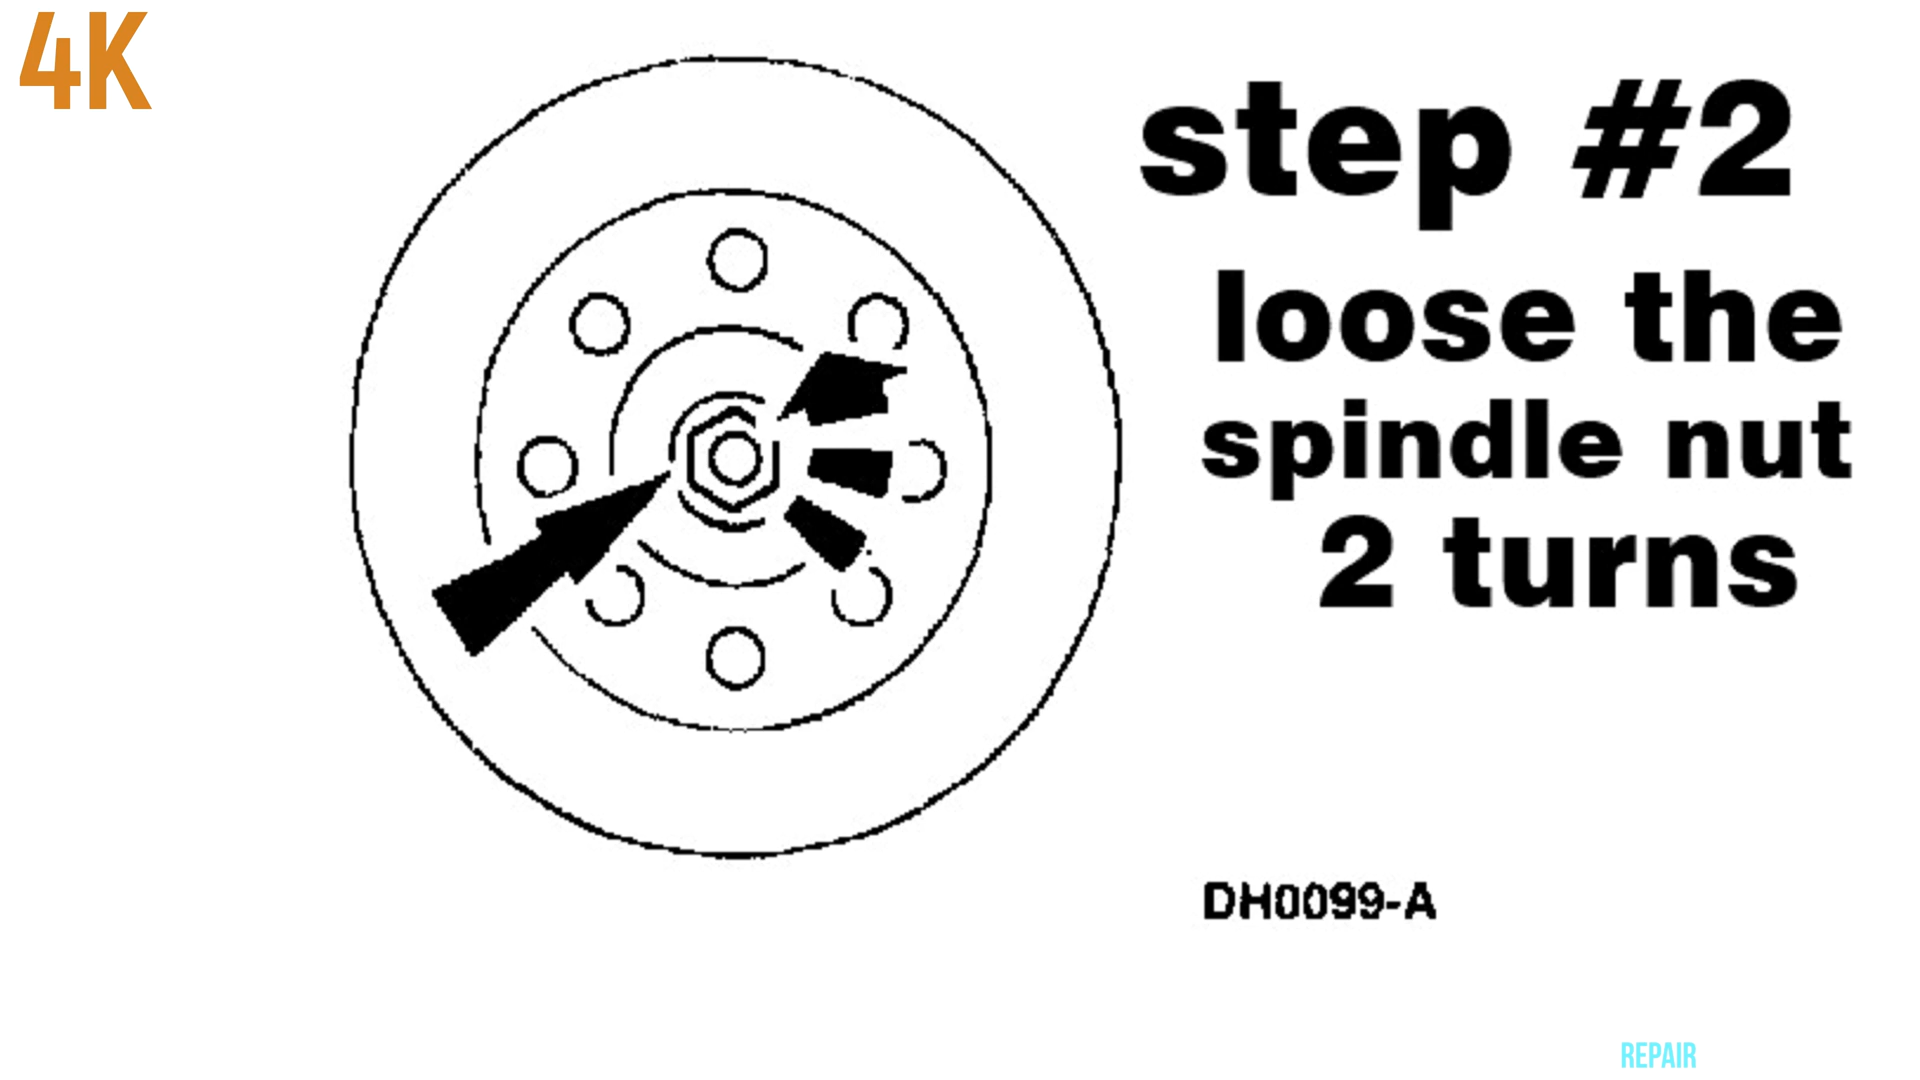 4K
step #2
loose the
spindle nut
2 turns
DH0099-A
REPAIR